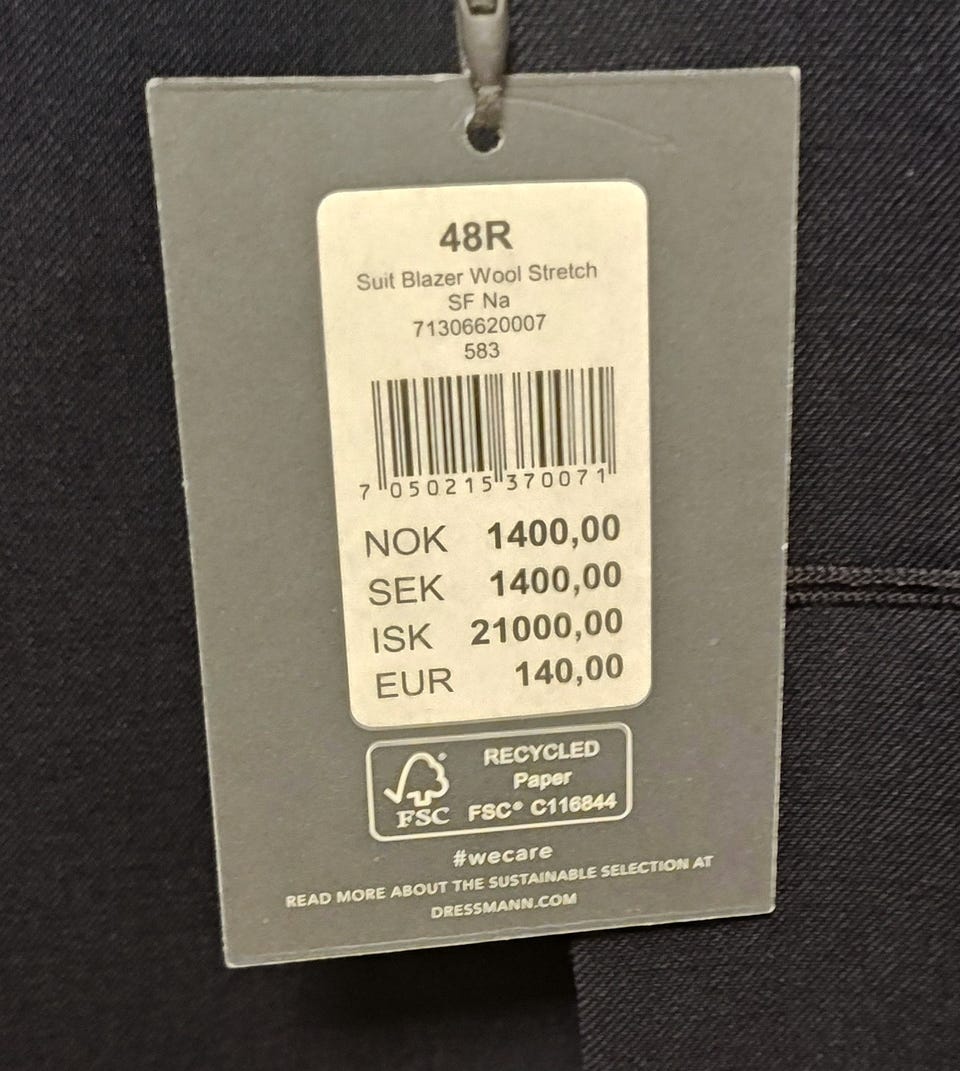 48R
Suit Blazer Wool Stretch
SF Na
71306620007
583
7 050215 370071
NOK 1400,00
SEK 1400,00
ISK 21000,00
EUR 140,00
RECYCLED
Paper
FSC FSC® C116844
#wecare
READ MORE ABOUT THE SUSTAINABLE SELECTION AT
DRESSMANN.COM